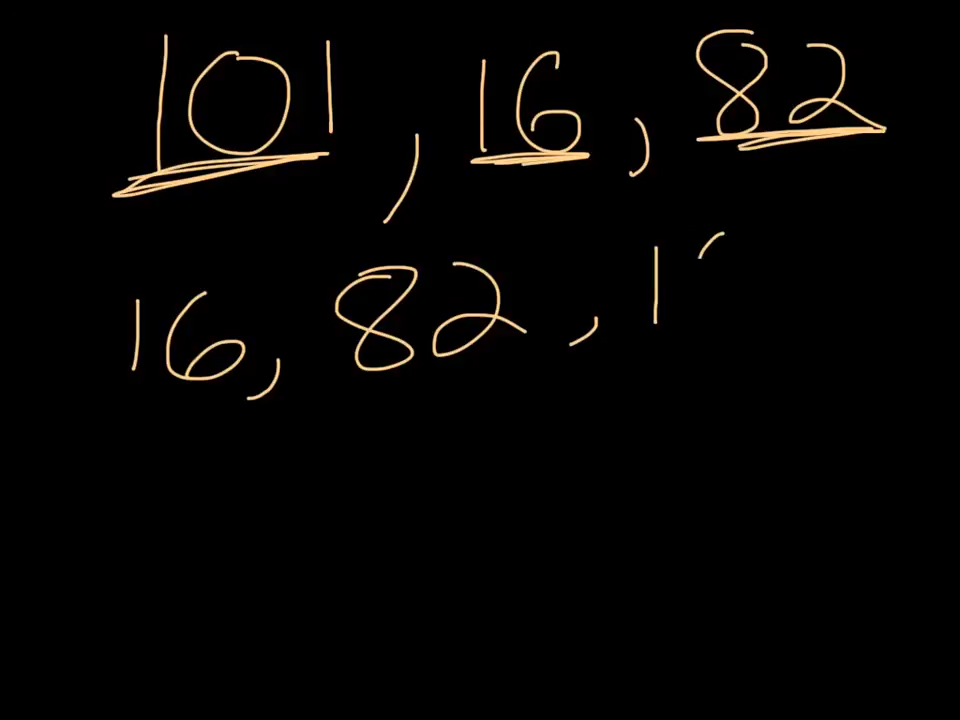 101, 16, 82
16, 82, 1